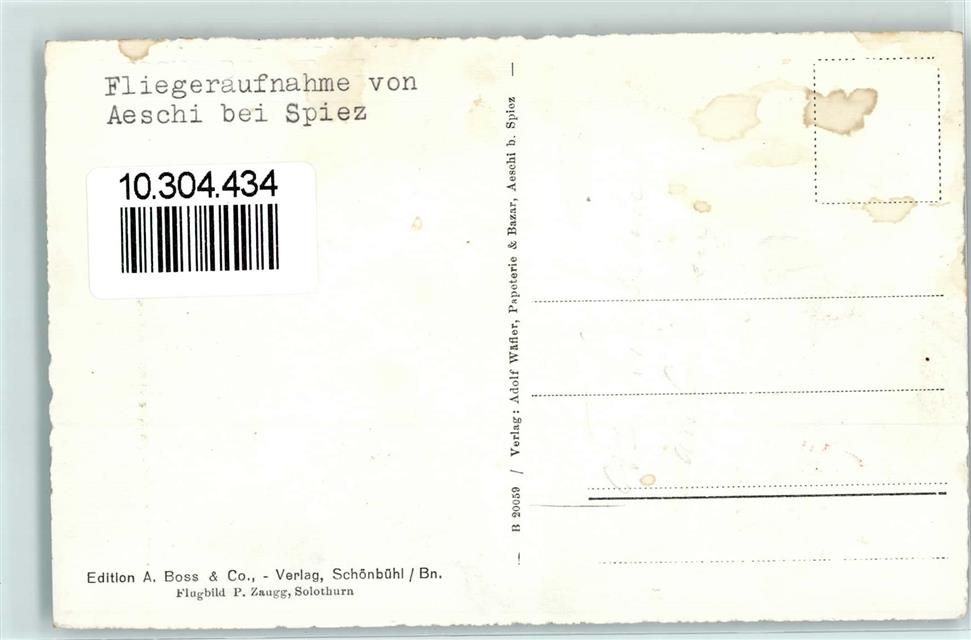 Fliegeraufnahme von
Aeschi bei Spiez
10.304.434
B 20059 / Verlag: Adolf Wäfler, Papeterie & Bazar, Aeschi b. Spiez
Edition A. Boss & Co., - Verlag, Schönbühl / Bn.
Flugbild P. Zaugg, Solothurn